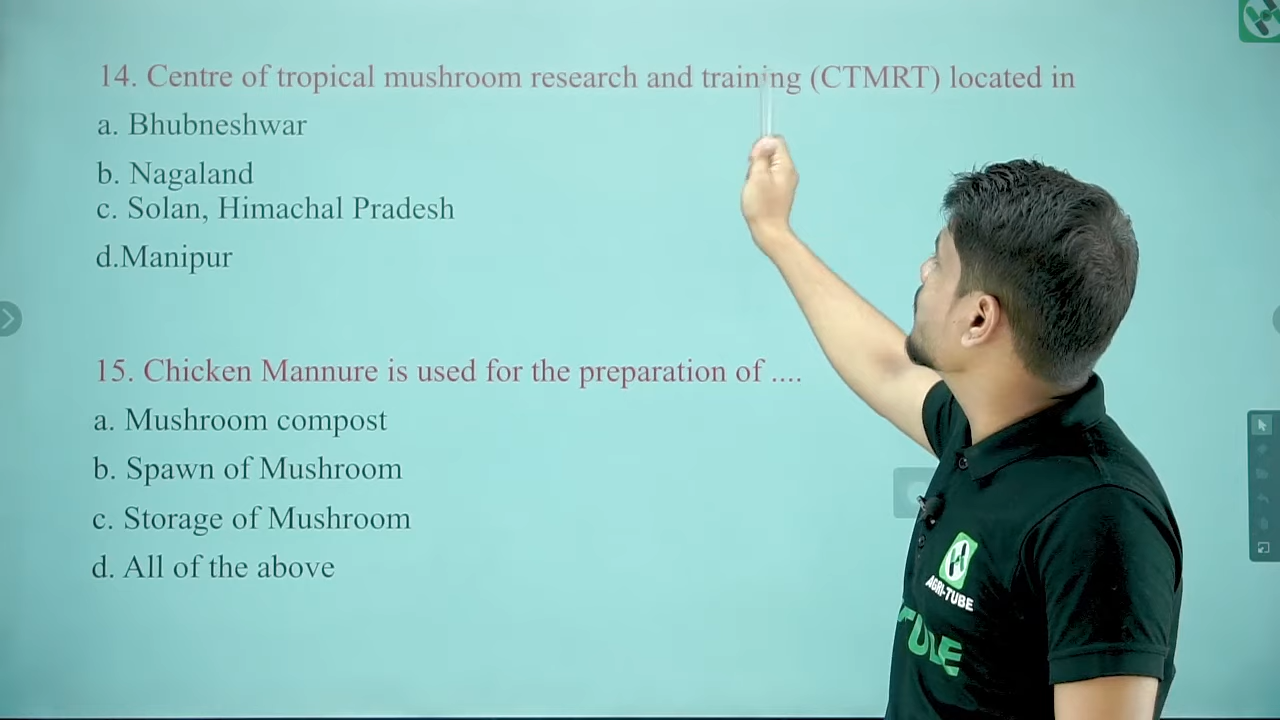 14. Centre of tropical mushroom research and training (CTMRT) located in
a. Bhubneshwar
b. Nagaland
c. Solan, Himachal Pradesh
d.Manipur
15. Chicken Mannure is used for the preparation of ....
a. Mushroom compost
b. Spawn of Mushroom
c. Storage of Mushroom
d. All of the above
AGRI-TUBE
TUBE